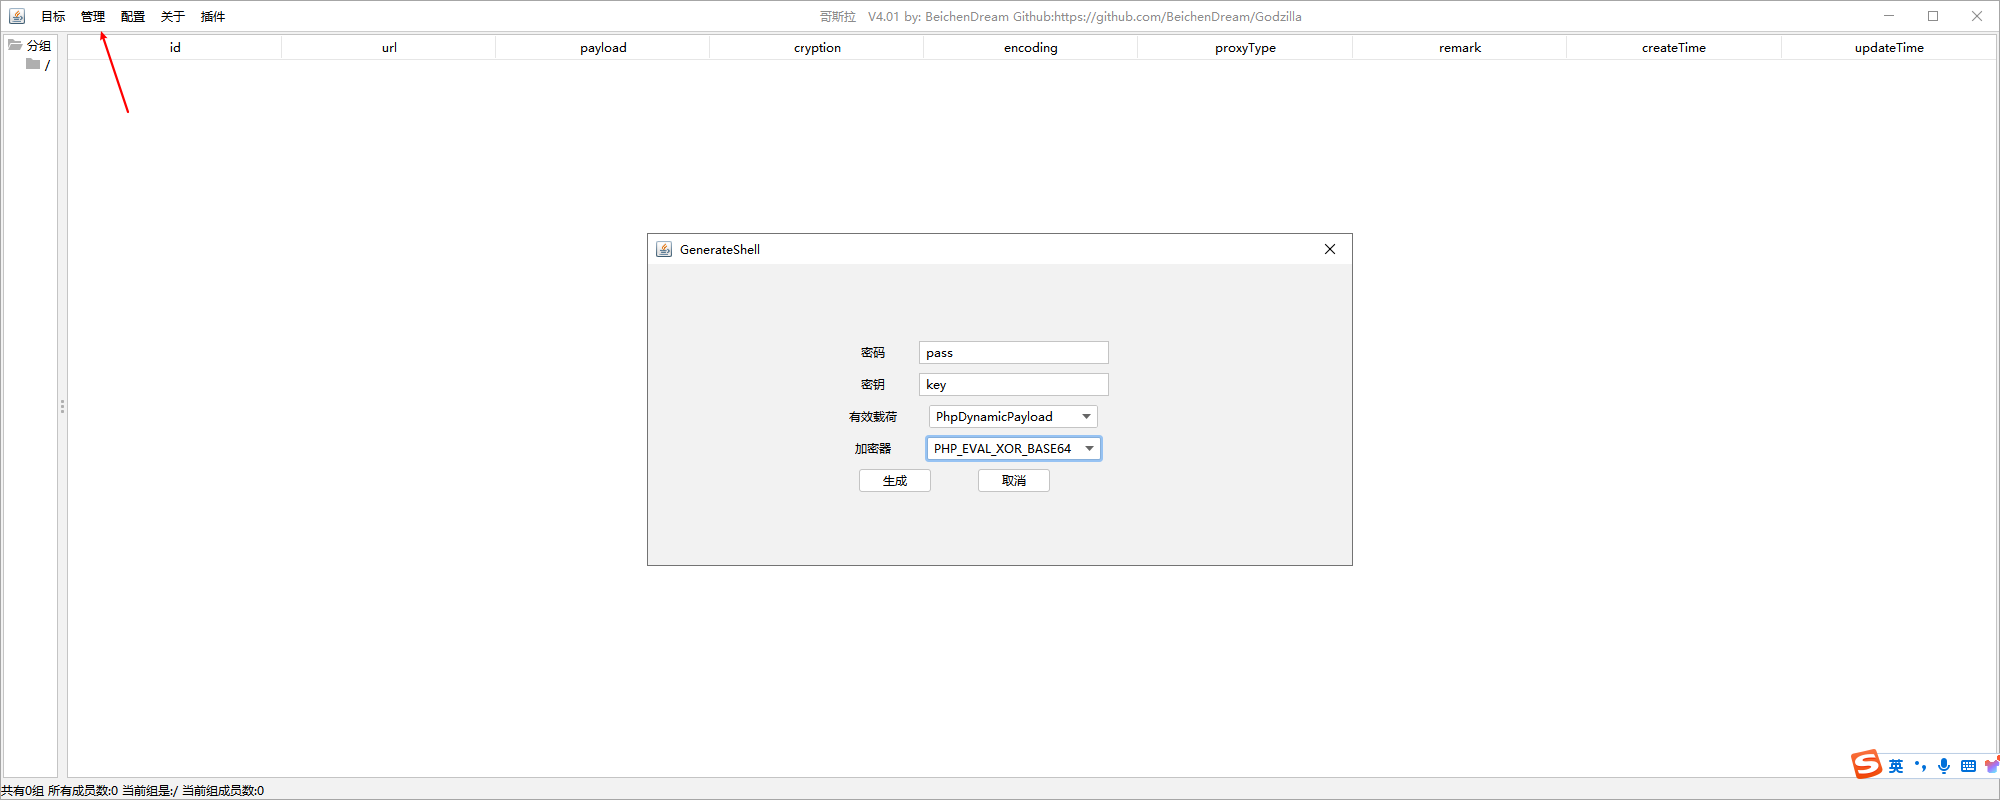 目标 管理 配置 关于 插件 哥斯拉 V4.01 by: BeichenDream Github:https://github.com/BeichenDream/Godzilla
分组
/
id url payload cryption encoding proxyType remark createTime updateTime
GenerateShell
密码 pass
密钥 key
有效载荷 PhpDynamicPayload
加密器 PHP_EVAL_XOR_BASE64
生成 取消
S 英
共有0组 所有成员数:0 当前组是:/ 当前组成员数:0